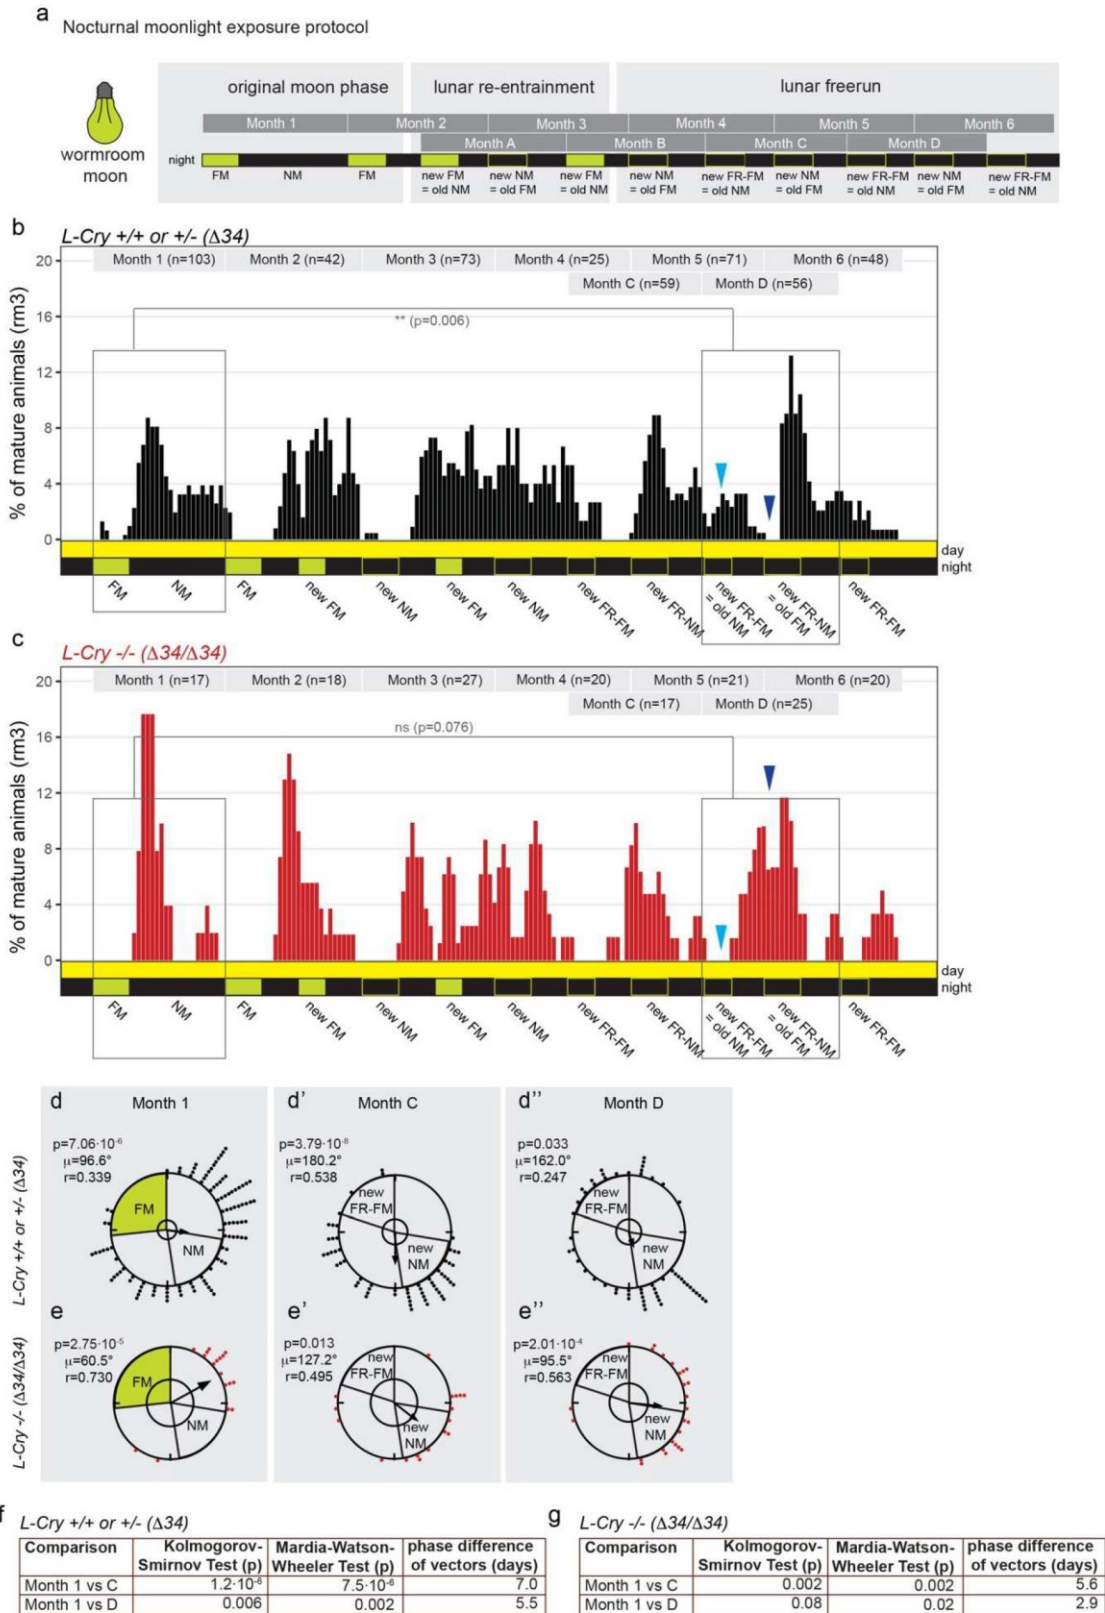 a
Nocturnal moonlight exposure protocol
original moon phase
lunar re-entrainment
lunar freerun
Month 1
Month 2
Month 3
Month 4
Month 5
Month 6
Month A
Month B
Month C
Month D
wormroom
moon
night
FM
NM
FM
new FM
= old NM
new NM
= old FM
new FM
= old NM
new NM
= old FM
new FR-FM
= old NM
new NM
= old FM
new FR-FM
= old NM
new NM
= old FM
new FR-FM
= old NM
b
L-Cry +/+ or +/- (Δ34)
Month 1 (n=103)
Month 2 (n=42)
Month 3 (n=73)
Month 4 (n=25)
Month 5 (n=71)
Month 6 (n=48)
Month C (n=59)
Month D (n=56)
** (p=0.006)
% of mature animals (rm3)
20
16
12
8
4
0
day
night
FM
NM
FM
new FM
new NM
new FM
new NM
new FR-FM
new FR-NM
new FR-FM
= old NM
new FR-NM
= old FM
new FR-FM
c
L-Cry -/- (Δ34/Δ34)
Month 1 (n=17)
Month 2 (n=18)
Month 3 (n=27)
Month 4 (n=20)
Month 5 (n=21)
Month 6 (n=20)
Month C (n=17)
Month D (n=25)
ns (p=0.076)
% of mature animals (rm3)
20
16
12
8
4
0
day
night
FM
NM
FM
new FM
new NM
new FM
new NM
new FR-FM
new FR-NM
new FR-FM
= old NM
new FR-NM
= old FM
new FR-FM
L-Cry +/+ or +/- (Δ34)
d
Month 1
p=7.06·10⁻⁶
μ=96.6°
r=0.339
FM
NM
d'
Month C
p=3.79·10⁻⁸
μ=180.2°
r=0.538
new
FR-FM
new
NM
d''
Month D
p=0.033
μ=162.0°
r=0.247
new
FR-FM
new
NM
L-Cry -/- (Δ34/Δ34)
e
p=2.75·10⁻⁵
μ=60.5°
r=0.730
FM
NM
e'
p=0.013
μ=127.2°
r=0.495
new
FR-FM
new
NM
e''
p=2.01·10⁻⁴
μ=95.5°
r=0.563
new
FR-FM
new
NM
f
L-Cry +/+ or +/- (Δ34)
Comparison
Kolmogorov-
Smirnov Test (p)
Mardia-Watson-
Wheeler Test (p)
phase difference
of vectors (days)
Month 1 vs C 1.2·10⁻⁶ 7.5·10⁻⁶ 7.0
Month 1 vs D 0.006 0.002 5.5
g
L-Cry -/- (Δ34/Δ34)
Comparison
Kolmogorov-
Smirnov Test (p)
Mardia-Watson-
Wheeler Test (p)
phase difference
of vectors (days)
Month 1 vs C 0.002 0.002 5.6
Month 1 vs D 0.08 0.02 2.9